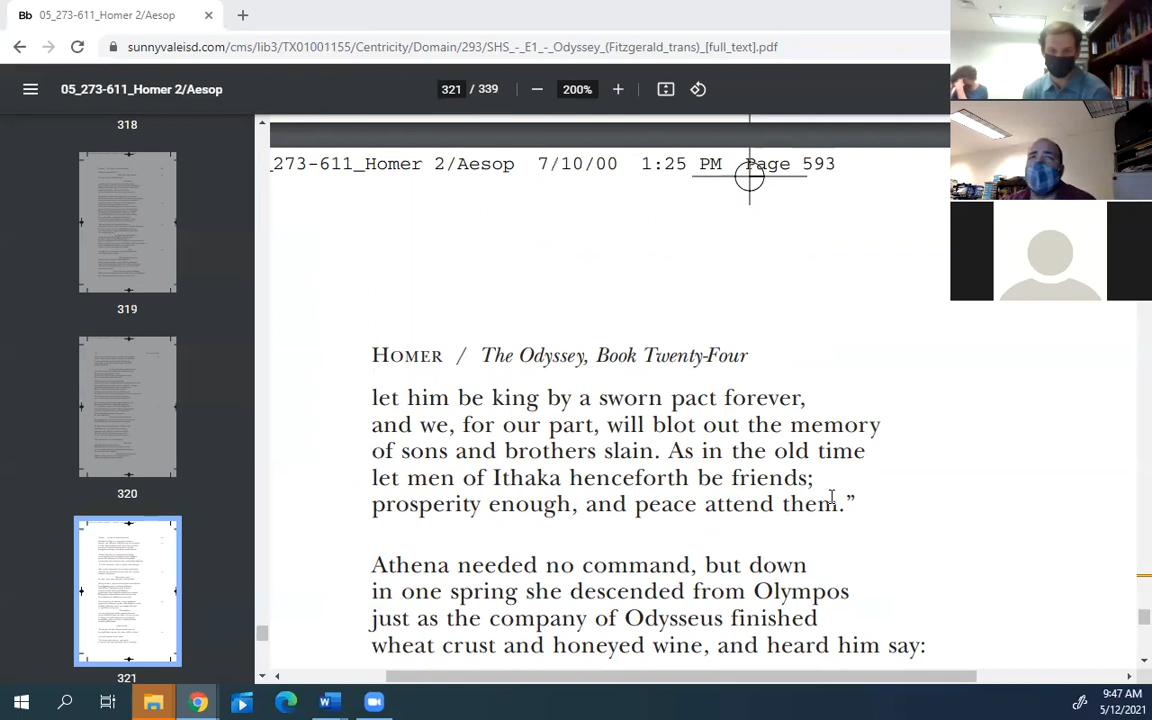 05_273-611_Homer 2/Aesop
sunnyvaleisd.com/cms/lib3/TX01001155/Centricity/Domain/293/SHS_-_E1_-_Odyssey_(Fitzgerald_trans)_[full_text].pdf
05_273-611_Homer 2/Aesop
321 / 339
200%
318
319
320
321
_273-611_Homer 2/Aesop 7/10/00 1:25 PM Page 593
HOMER / The Odyssey, Book Twenty-Four
let him be king by a sworn pact forever,
and we, for our part, will blot out the memory
of sons and brothers slain. As in the old time
let men of Ithaka henceforth be friends;
prosperity enough, and peace attend them.”
Athena needed no command, but down
in one spring she descended from Olympos
just as the company of Odysseus finished
wheat crust and honeyed wine, and heard him say:
9:47 AM
5/12/2021